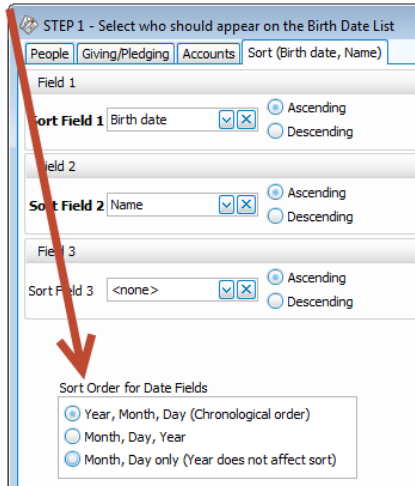 STEP 1 - Select who should appear on the Birth Date List
People Giving/Pledging Accounts Sort (Birth date, Name)
Field 1
Sort Field 1 Birth date
Ascending
Descending
Field 2
Sort Field 2 Name
Ascending
Descending
Field 3
Sort Field 3 <none>
Ascending
Descending
Sort Order for Date Fields
Year, Month, Day (Chronological order)
Month, Day, Year
Month, Day only (Year does not affect sort)